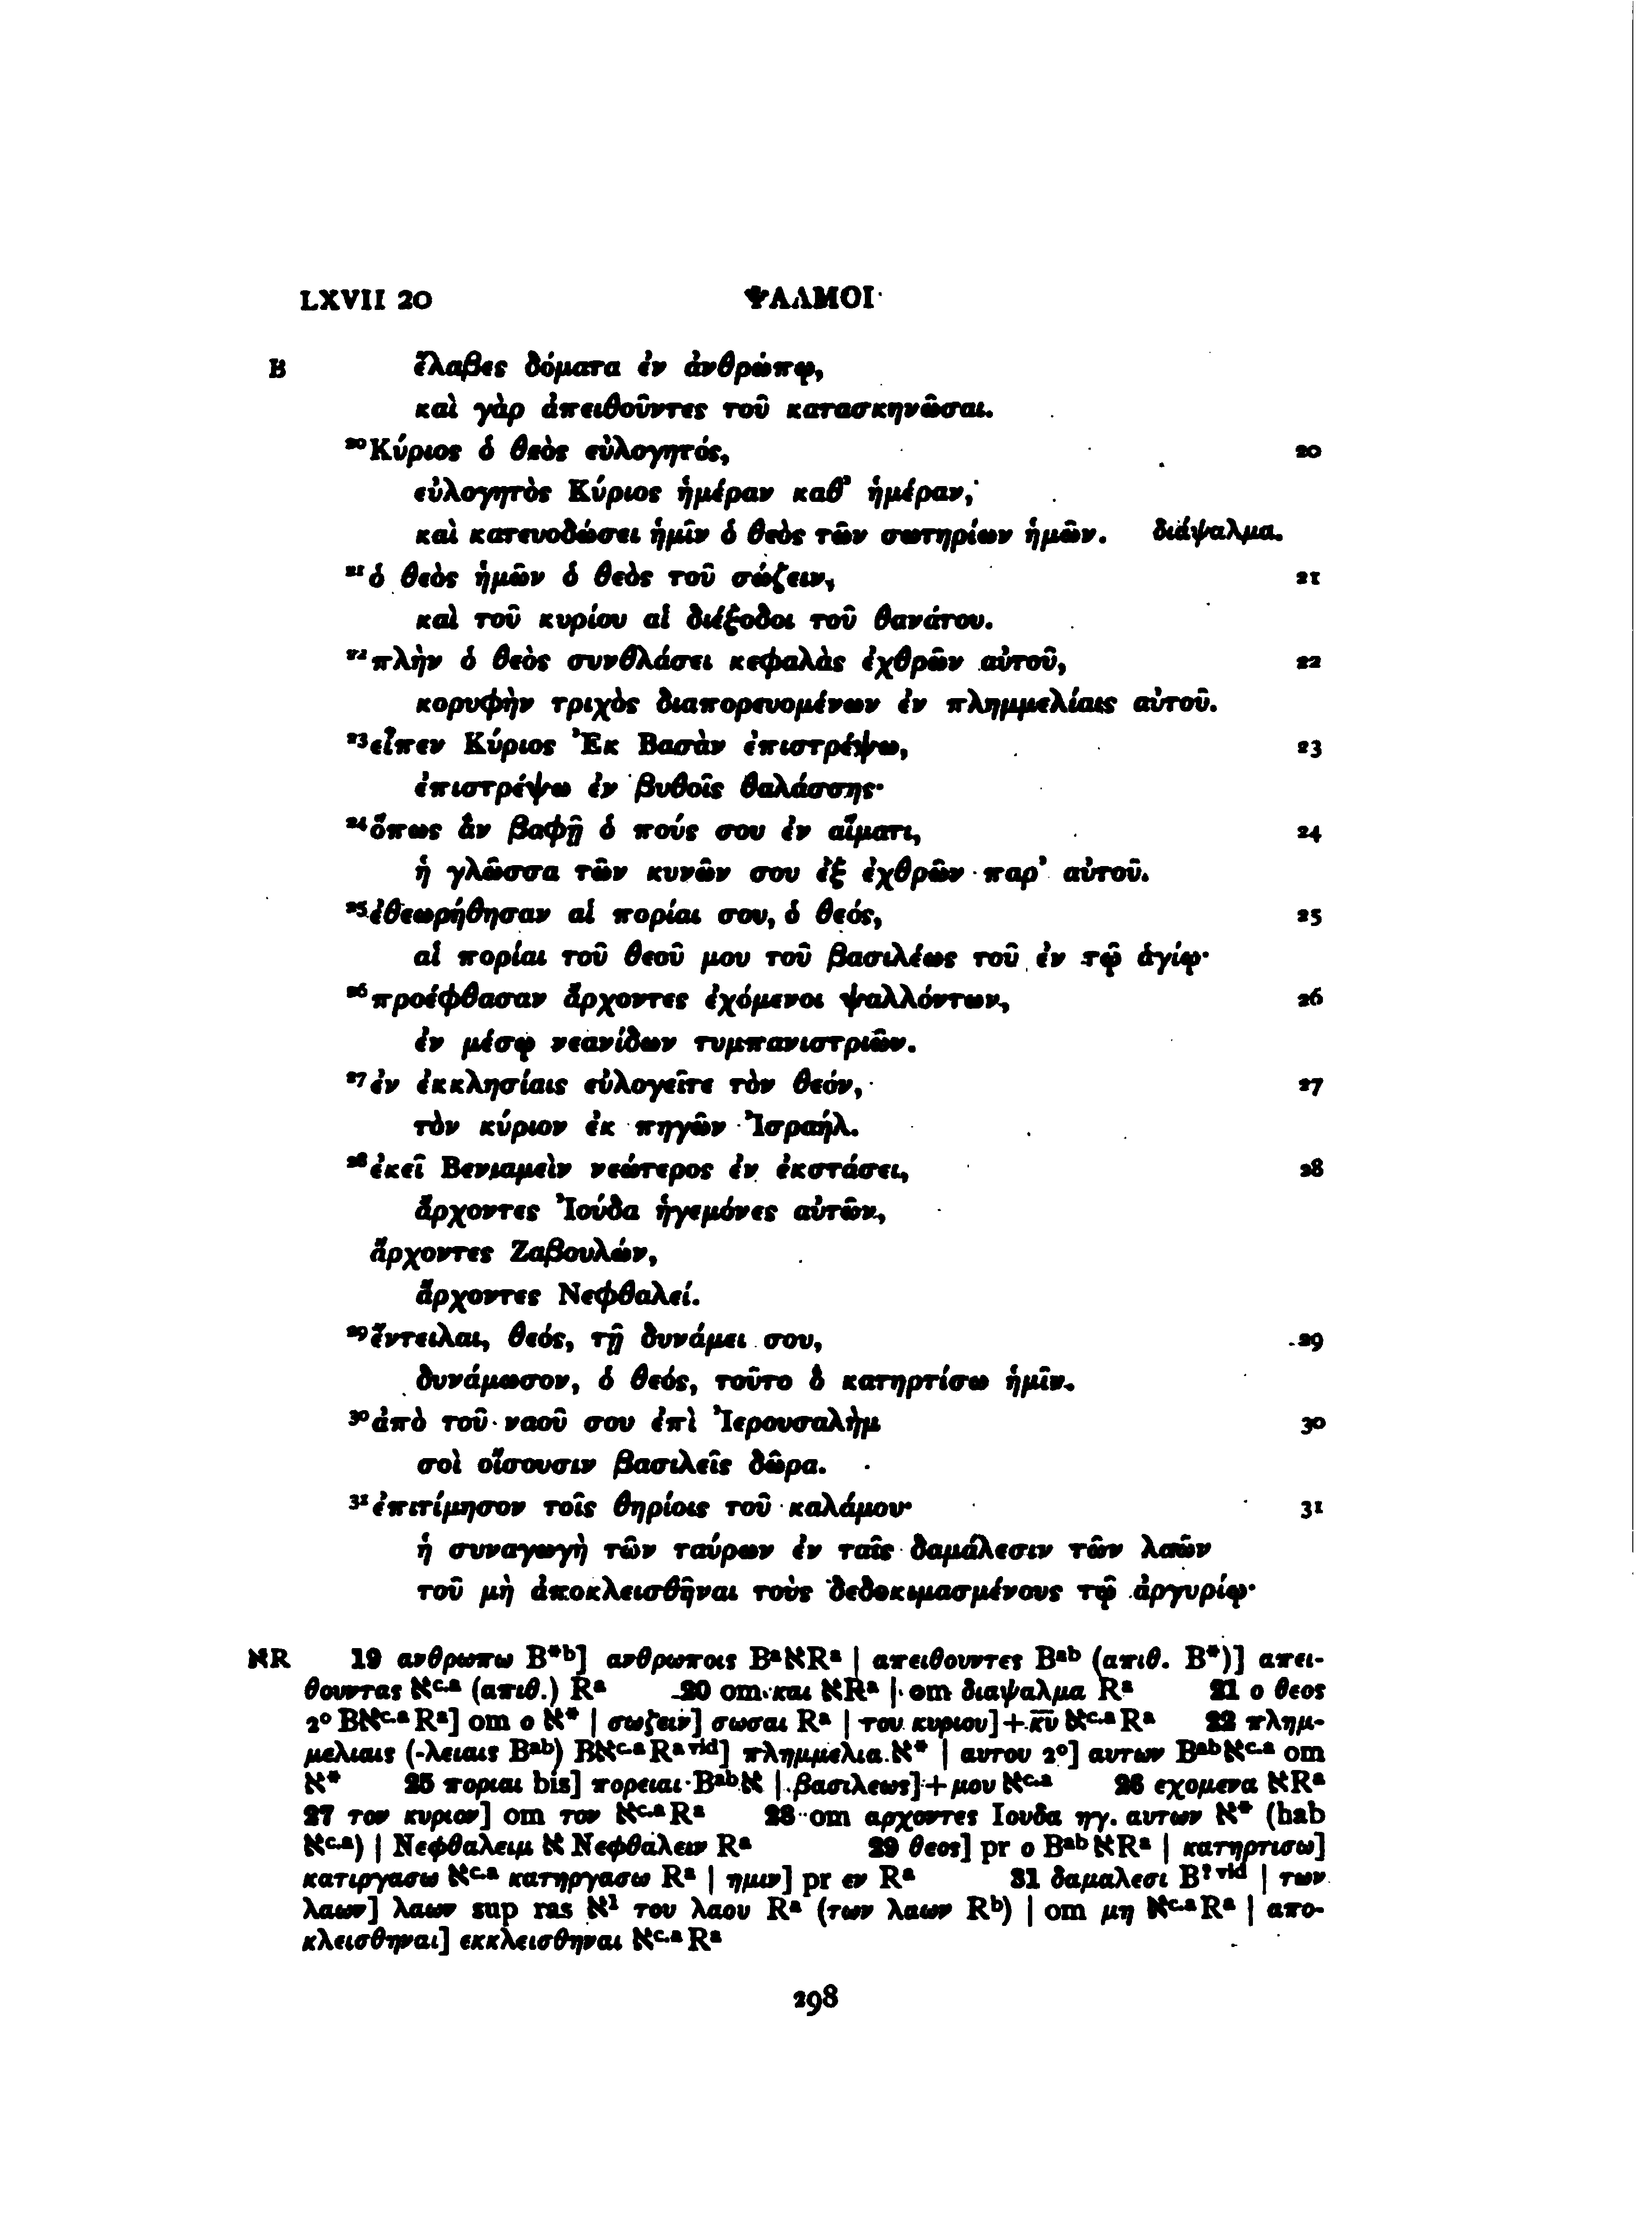 LXVII 20 ΨΑΛΜΟΙ
B ἔλαβες δόματα ἐν ἀνθρώπῳ,
καὶ γὰρ ἀπειθοῦντες τοῦ κατασκηνῶσαι.
²⁰Κύριος ὁ θεὸς εὐλογητός, 20
εὐλογητὸς Κύριος ἡμέραν καθ᾽ ἡμέραν,
καὶ κατευοδώσει ἡμῖν ὁ θεὸς τῶν σωτηρίων ἡμῶν. διάψαλμα.
²¹ὁ θεὸς ἡμῶν ὁ θεὸς τοῦ σώζειν, 21
καὶ τοῦ κυρίου αἱ διέξοδοι τοῦ θανάτου.
²²πλὴν ὁ θεὸς συνθλάσει κεφαλὰς ἐχθρῶν αὐτοῦ, 22
κορυφὴν τριχὸς διαπορευομένων ἐν πλημμελίαις αὐτοῦ.
²³εἶπεν Κύριος Ἐκ Βασὰν ἐπιστρέψω, 23
ἐπιστρέψω ἐν βυθοῖς θαλάσσης·
²⁴ὅπως ἂν βαφῇ ὁ πούς σου ἐν αἵματι, 24
ἡ γλῶσσα τῶν κυνῶν σου ἐξ ἐχθρῶν παρ᾽ αὐτοῦ.
²⁵ἐθεωρήθησαν αἱ πορίαι σου, ὁ θεός, 25
αἱ πορίαι τοῦ θεοῦ μου τοῦ βασιλέως τοῦ ἐν τῷ ἁγίῳ·
²⁶προέφθασαν ἄρχοντες ἐχόμενοι ψαλλόντων, 26
ἐν μέσῳ νεανίδων τυμπανιστριῶν.
²⁷ἐν ἐκκλησίαις εὐλογεῖτε τὸν θεόν, 27
τὸν κύριον ἐκ πηγῶν Ἰσραήλ.
²⁸ἐκεῖ Βενιαμεὶν νεώτερος ἐν ἐκστάσει, 28
ἄρχοντες Ἰούδα ἡγεμόνες αὐτῶν,
ἄρχοντες Ζαβουλών,
ἄρχοντες Νεφθαλεί.
²⁹ἔντειλαι, θεός, τῇ δυνάμει σου, 29
δυνάμωσον, ὁ θεός, τοῦτο ὃ κατηρτίσω ἡμῖν.
³⁰ἀπὸ τοῦ ναοῦ σου ἐπὶ Ἰερουσαλὴμ 30
σοὶ οἴσουσιν βασιλεῖς δῶρα.
³¹ἐπιτίμησον τοῖς θηρίοις τοῦ καλάμου· 31
ἡ συναγωγὴ τῶν ταύρων ἐν ταῖς δαμάλεσιν τῶν λαῶν
τοῦ μὴ ἀποκλεισθῆναι τοὺς δεδοκιμασμένους τῷ ἀργυρίῳ·
אR 19 ανθρωπω B*ᵇ] ανθρωποις BᵃאRᵃ | απειθουντες Bᵃᵇ (απιθ. B*)] απει-
θουντας אᶜ·ᵃ (απιθ.) Rᵃ 20 om και אRᵃ | om διαψαλμα Rᵃ 21 ο θεος
2° Bאᶜ·ᵃRᵃ] om ο א* | σωζειν] σωσαι Rᵃ | του κυριου]+κ̅υ̅ אᶜ·ᵃRᵃ 22 πλημ-
μελιαις (-λειαις Bᵃᵇ) Bאᶜ·ᵃRᵃ ᵛⁱᵈ] πλημμελια א* | αυτου 2°] αυτων Bᵃᵇאᶜ·ᵃ om
א* 25 ποριαι bis] πορειαι Bᵃᵇא | βασιλεως]+μου אᶜ·ᵃ 26 εχομενα אRᵃ
27 τον κυριον] om τον אᶜ·ᵃRᵃ 28 om αρχοντες Ιουδα ηγ. αυτων א* (hab
אᶜ·ᵃ) | Νεφθαλειμ א Νεφθαλειν Rᵃ 29 θεος] pr ο BᵃᵇאRᵃ | κατηρτισω]
κατιργασω אᶜ·ᵃ κατηργασω Rᵃ | ημιν] pr εν Rᵃ 31 δαμαλεσι B?ᵛⁱᵈ | των
λαων] λαων sup ras א¹ του λαου Rᵃ (των λαων Rᵇ) | om μη אᶜ·ᵃRᵃ | απο-
κλεισθηναι] εκκλεισθηναι אᶜ·ᵃRᵃ
298